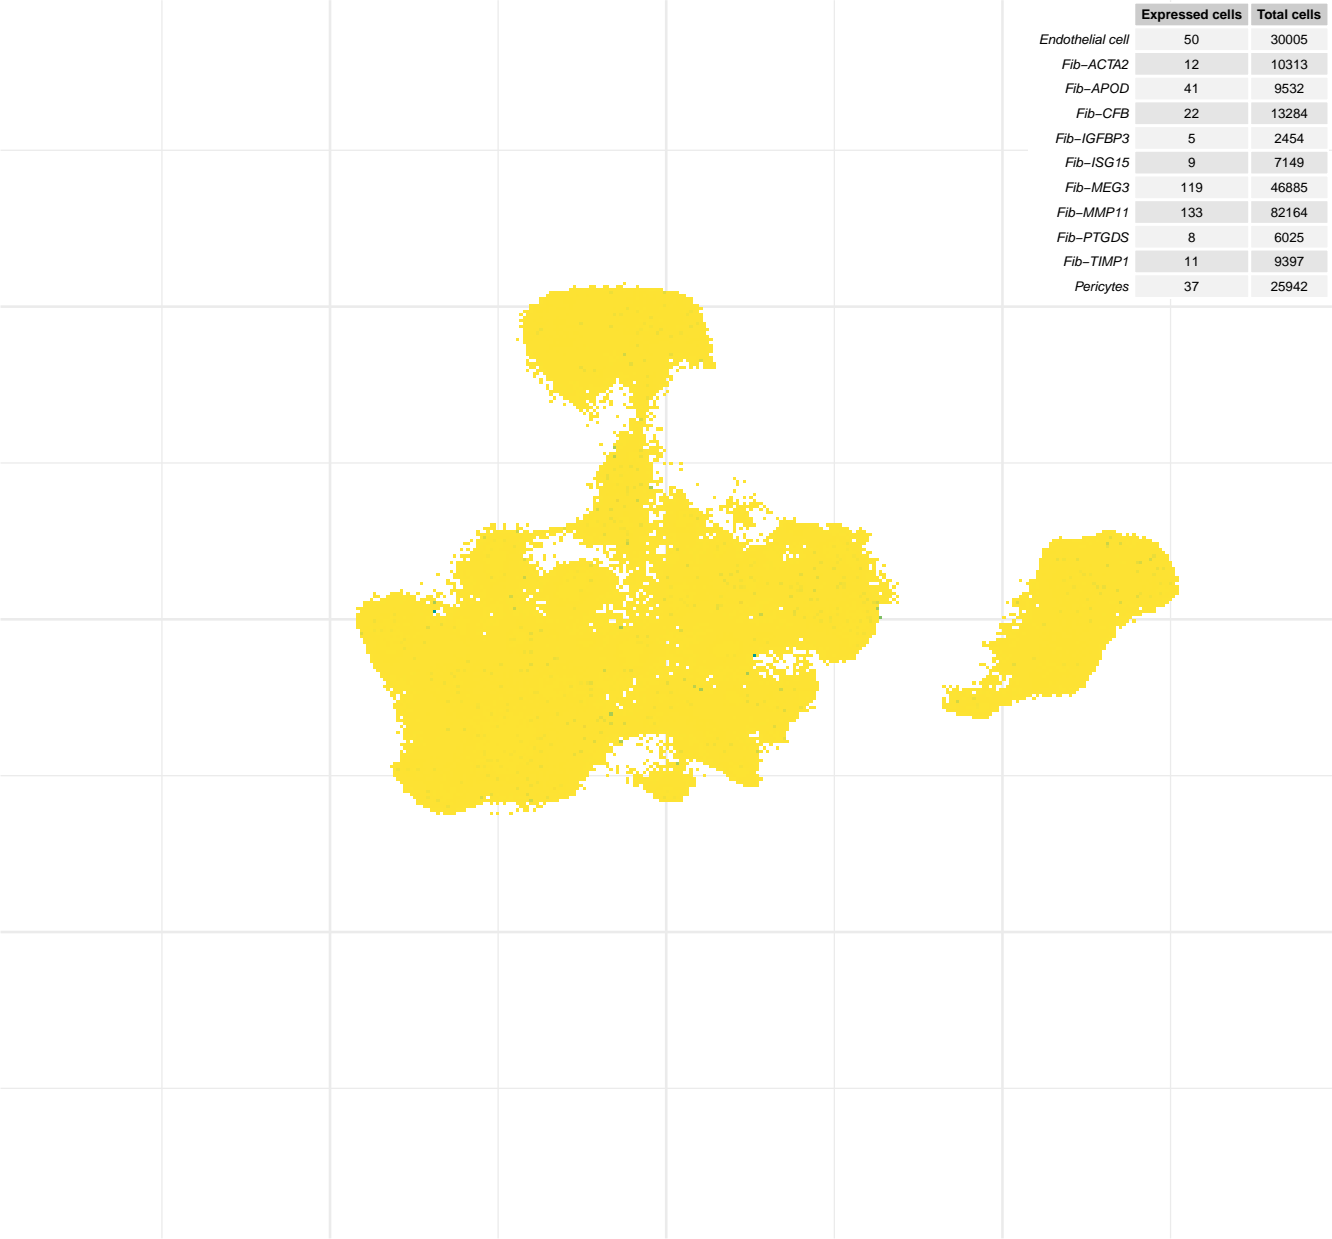 Expressed cells Total cells
Endothelial cell 50 30005
Fib−ACTA2 12 10313
Fib−APOD 41 9532
Fib−CFB 22 13284
Fib−IGFBP3 5 2454
Fib−ISG15 9 7149
Fib−MEG3 119 46885
Fib−MMP11 133 82164
Fib−PTGDS 8 6025
Fib−TIMP1 11 9397
Pericytes 37 25942